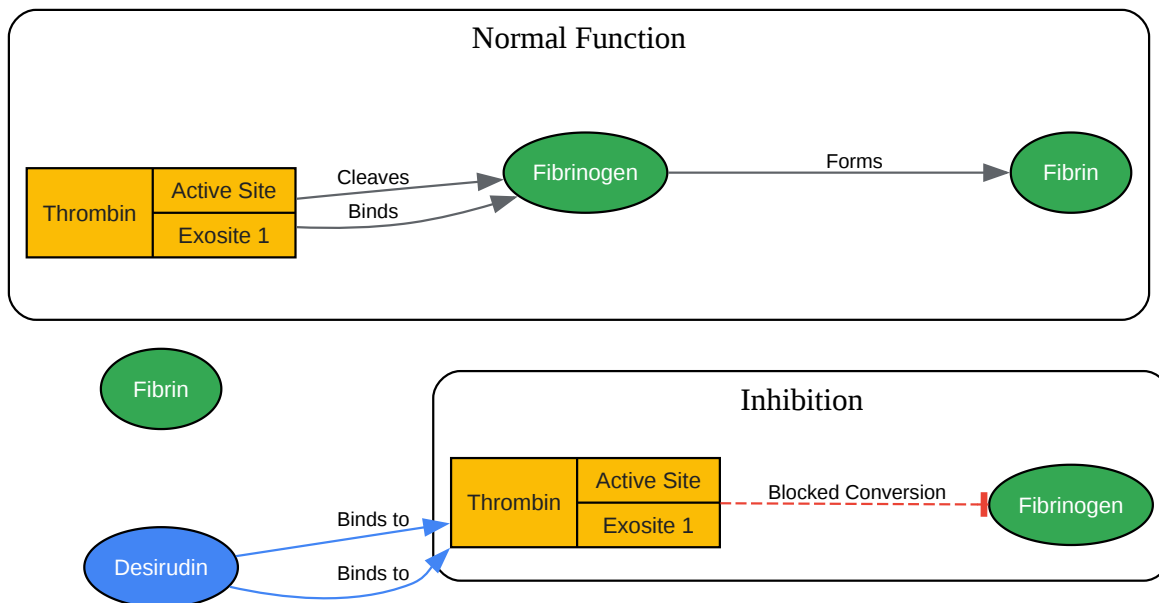 Normal Function
Thrombin
Active Site
Exosite 1
Cleaves
Binds
Fibrinogen
Forms
Fibrin
Fibrin
Inhibition
Thrombin
Active Site
Exosite 1
Blocked Conversion
Fibrinogen
Desirudin
Binds to
Binds to